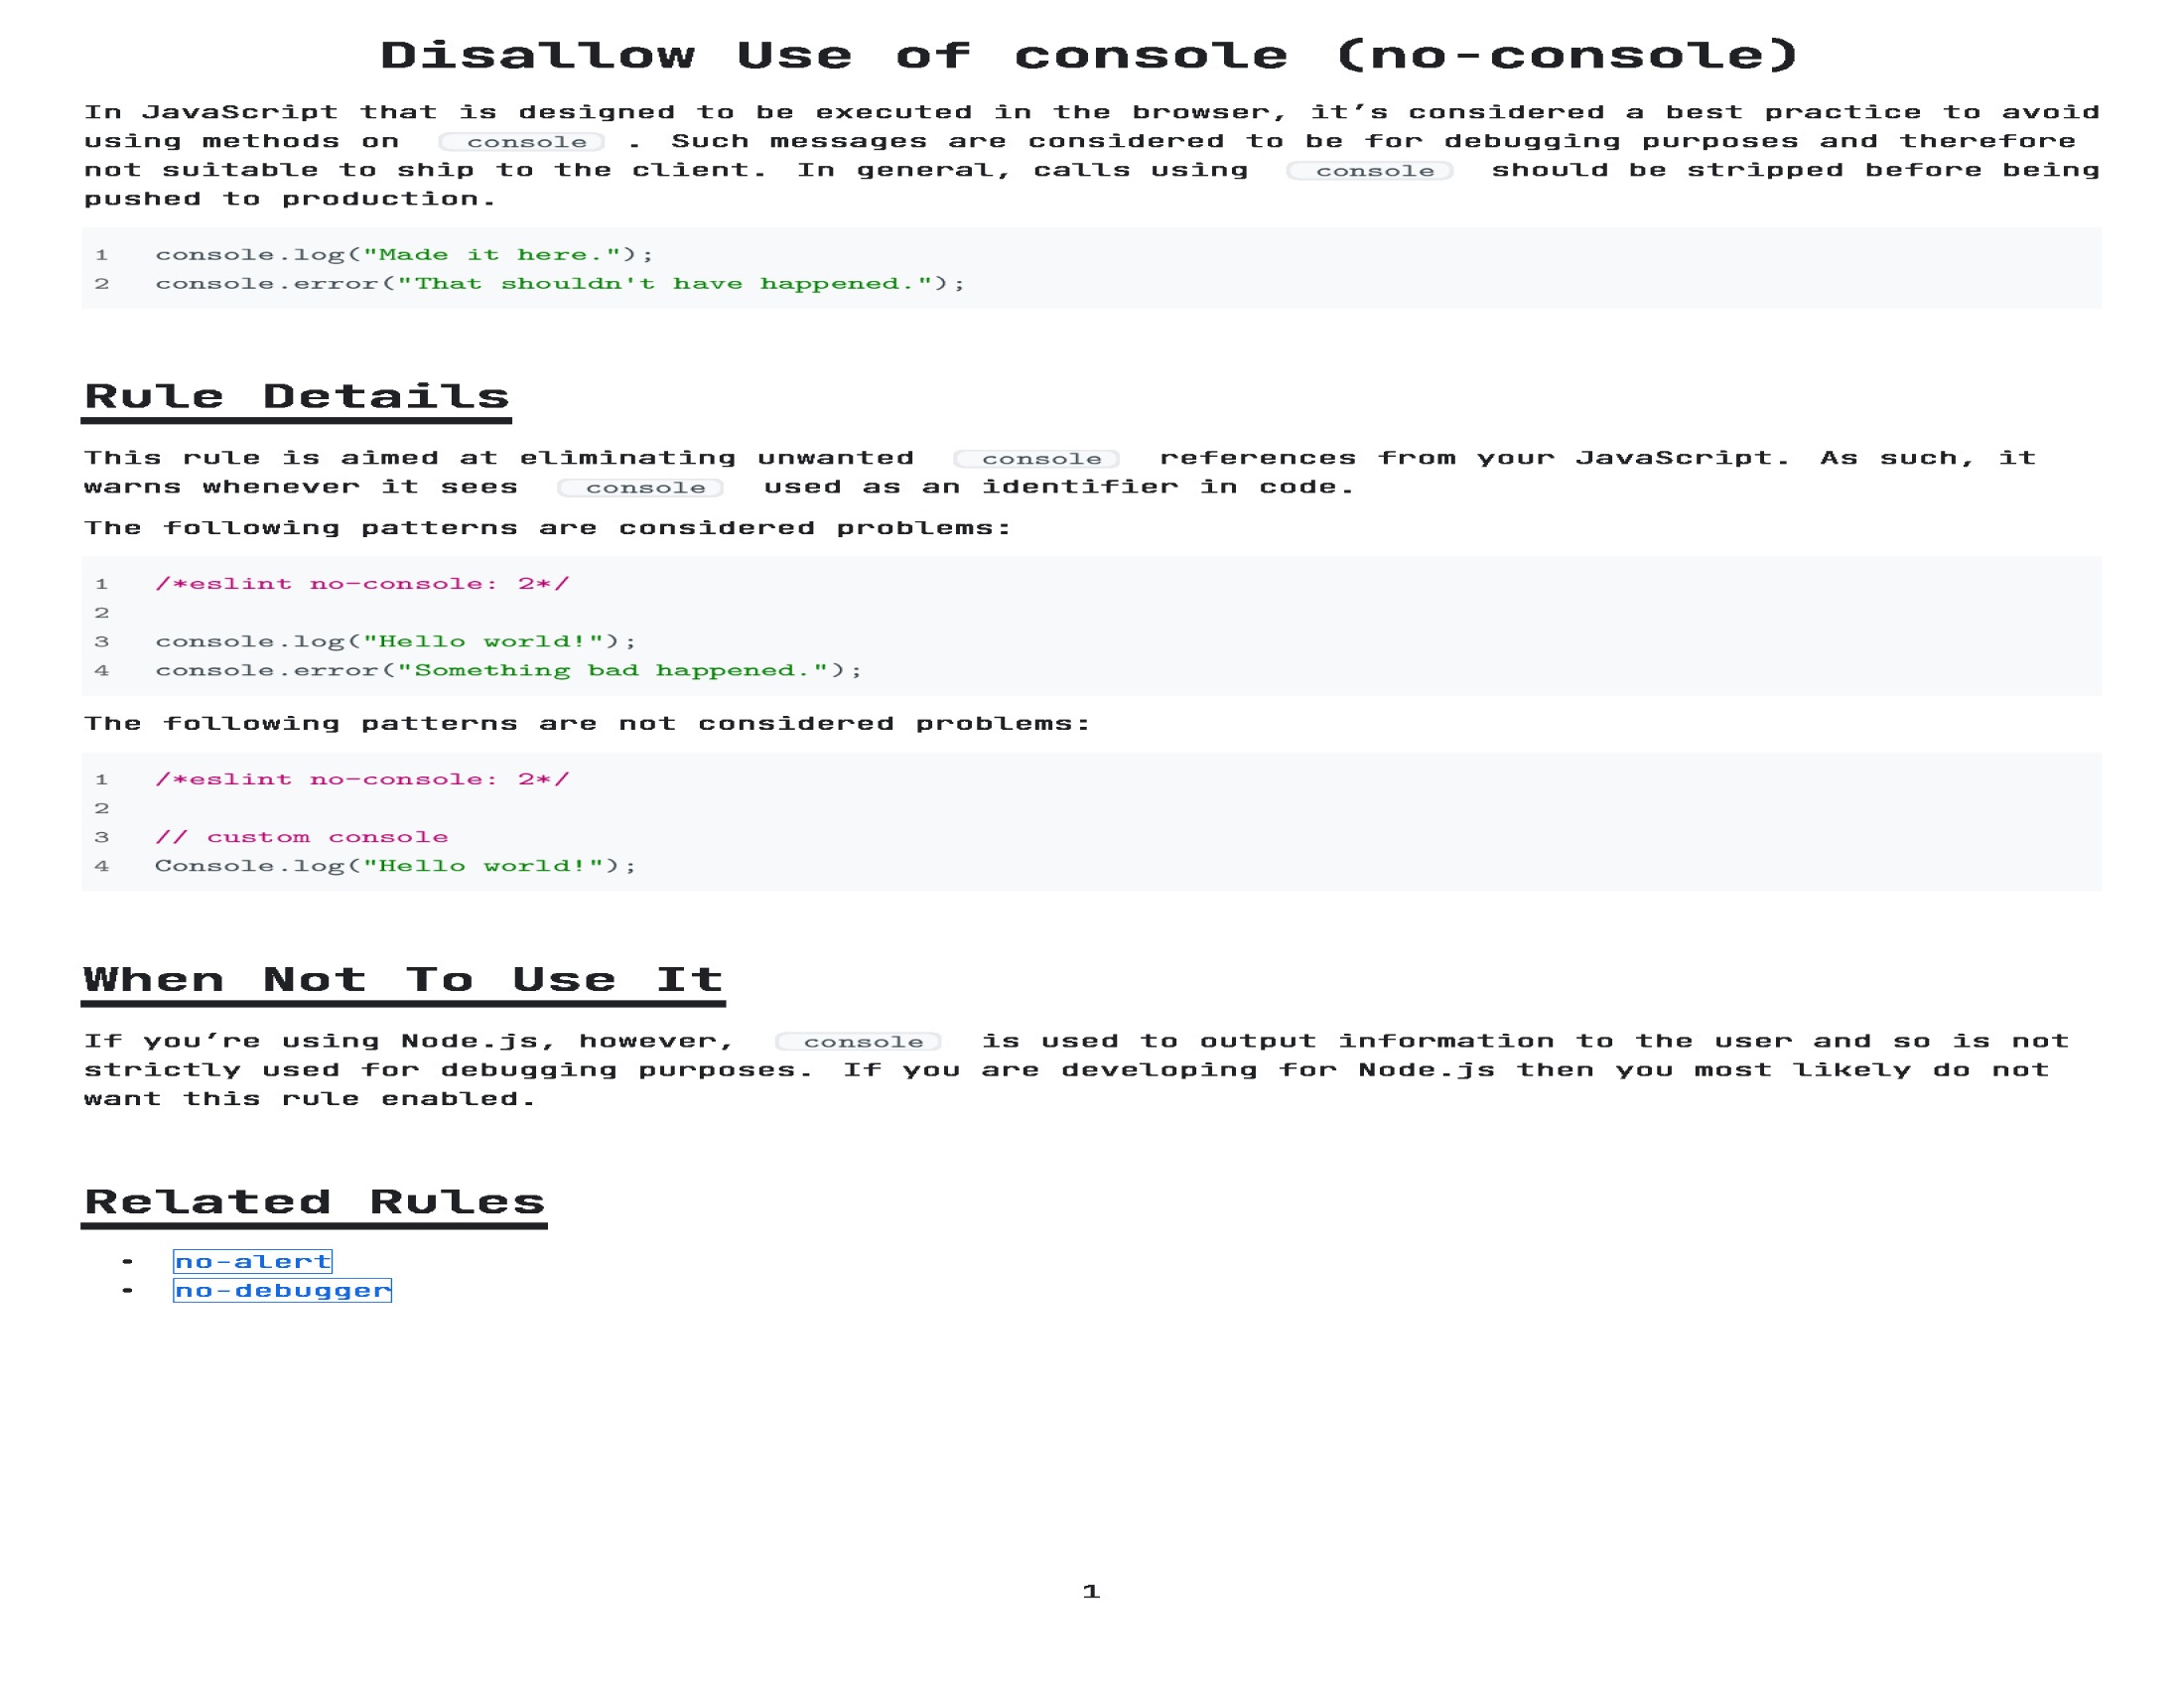 Disallow Use of console (no-console)
In JavaScript that is designed to be executed in the browser, it’s considered a best practice to avoid
using methods on console . Such messages are considered to be for debugging purposes and therefore
not suitable to ship to the client. In general, calls using console should be stripped before being
pushed to production.
1 console.log("Made it here.");
2 console.error("That shouldn't have happened.");
Rule Details
This rule is aimed at eliminating unwanted console references from your JavaScript. As such, it
warns whenever it sees console used as an identifier in code.
The following patterns are considered problems:
1 /*eslint no-console: 2*/
2
3 console.log("Hello world!");
4 console.error("Something bad happened.");
The following patterns are not considered problems:
1 /*eslint no-console: 2*/
2
3 // custom console
4 Console.log("Hello world!");
When Not To Use It
If you’re using Node.js, however, console is used to output information to the user and so is not
strictly used for debugging purposes. If you are developing for Node.js then you most likely do not
want this rule enabled.
Related Rules
• no-alert
• no-debugger
1